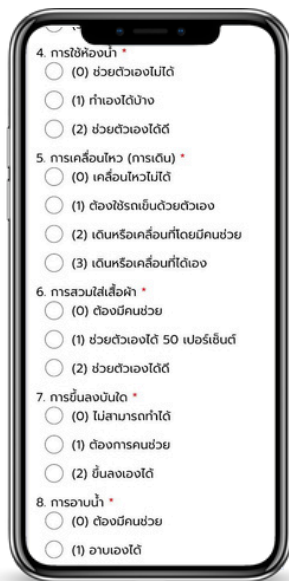 4. การใช้ห้องน้ำ *
(0) ช่วยตัวเองไม่ได้
(1) ทำเองได้บ้าง
(2) ช่วยตัวเองได้ดี
5. การเคลื่อนไหว (การเดิน) *
(0) เคลื่อนไหวไม่ได้
(1) ต้องใช้รถเข็นด้วยตัวเอง
(2) เดินหรือเคลื่อนที่โดยมีคนช่วย
(3) เดินหรือเคลื่อนที่ได้เอง
6. การสวมใส่เสื้อผ้า *
(0) ต้องมีคนช่วย
(1) ช่วยตัวเองได้ 50 เปอร์เซ็นต์
(2) ช่วยตัวเองได้ดี
7. การขึ้นลงบันใด *
(0) ไม่สามารถทำได้
(1) ต้องการคนช่วย
(2) ขึ้นลงเองได้
8. การอาบน้ำ *
(0) ต้องมีคนช่วย
(1) อาบเองได้